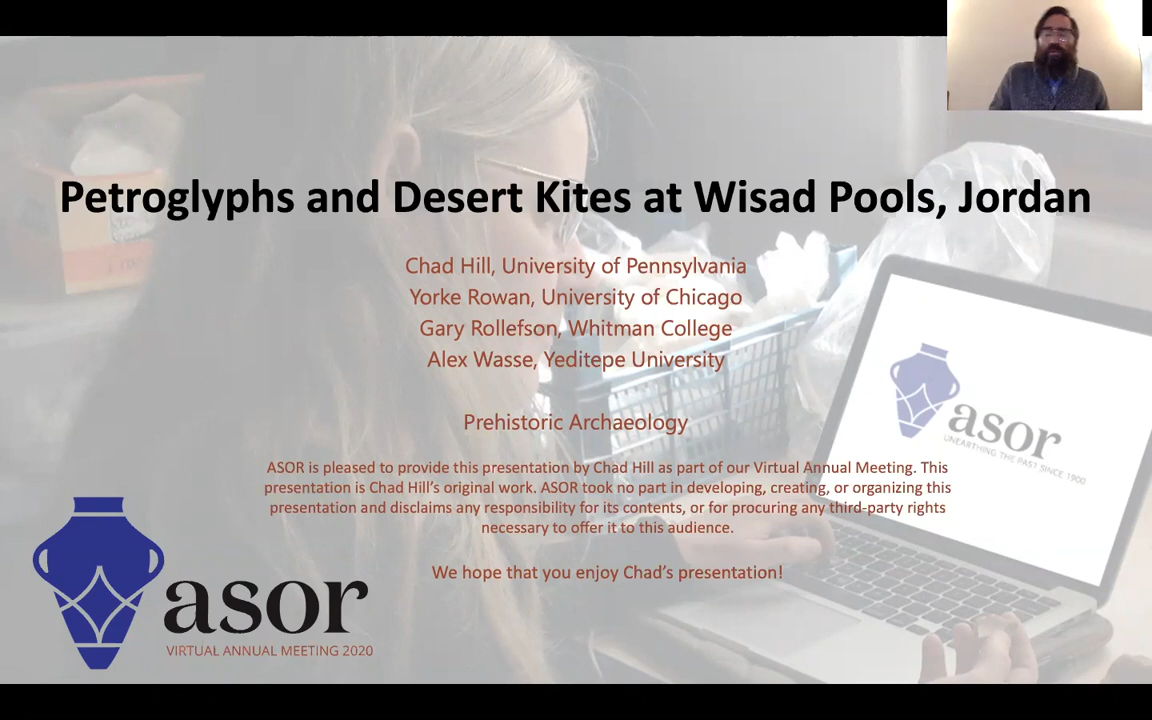 Petroglyphs and Desert Kites at Wisad Pools, Jordan
Chad Hill, University of Pennsylvania
Yorke Rowan, University of Chicago
Gary Rollefson, Whitman College
Alex Wasse, Yeditepe University
Prehistoric Archaeology
ASOR is pleased to provide this presentation by Chad Hill as part of our Virtual Annual Meeting. This
presentation is Chad Hill's original work. ASOR took no part in developing, creating, or organizing this
presentation and disclaims any responsibility for its contents, or for procuring any third-party rights
necessary to offer it to this audience.
We hope that you enjoy Chad's presentation!
asor
UNEARTHING THE PAST SINCE 1900
asor
VIRTUAL ANNUAL MEETING 2020